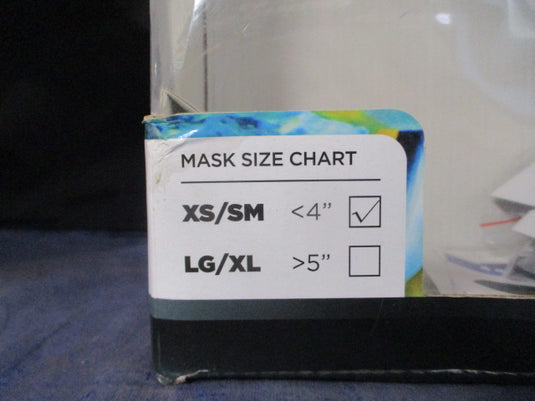 MASK SIZE CHART
XS/SM <4”
LG/XL >5”